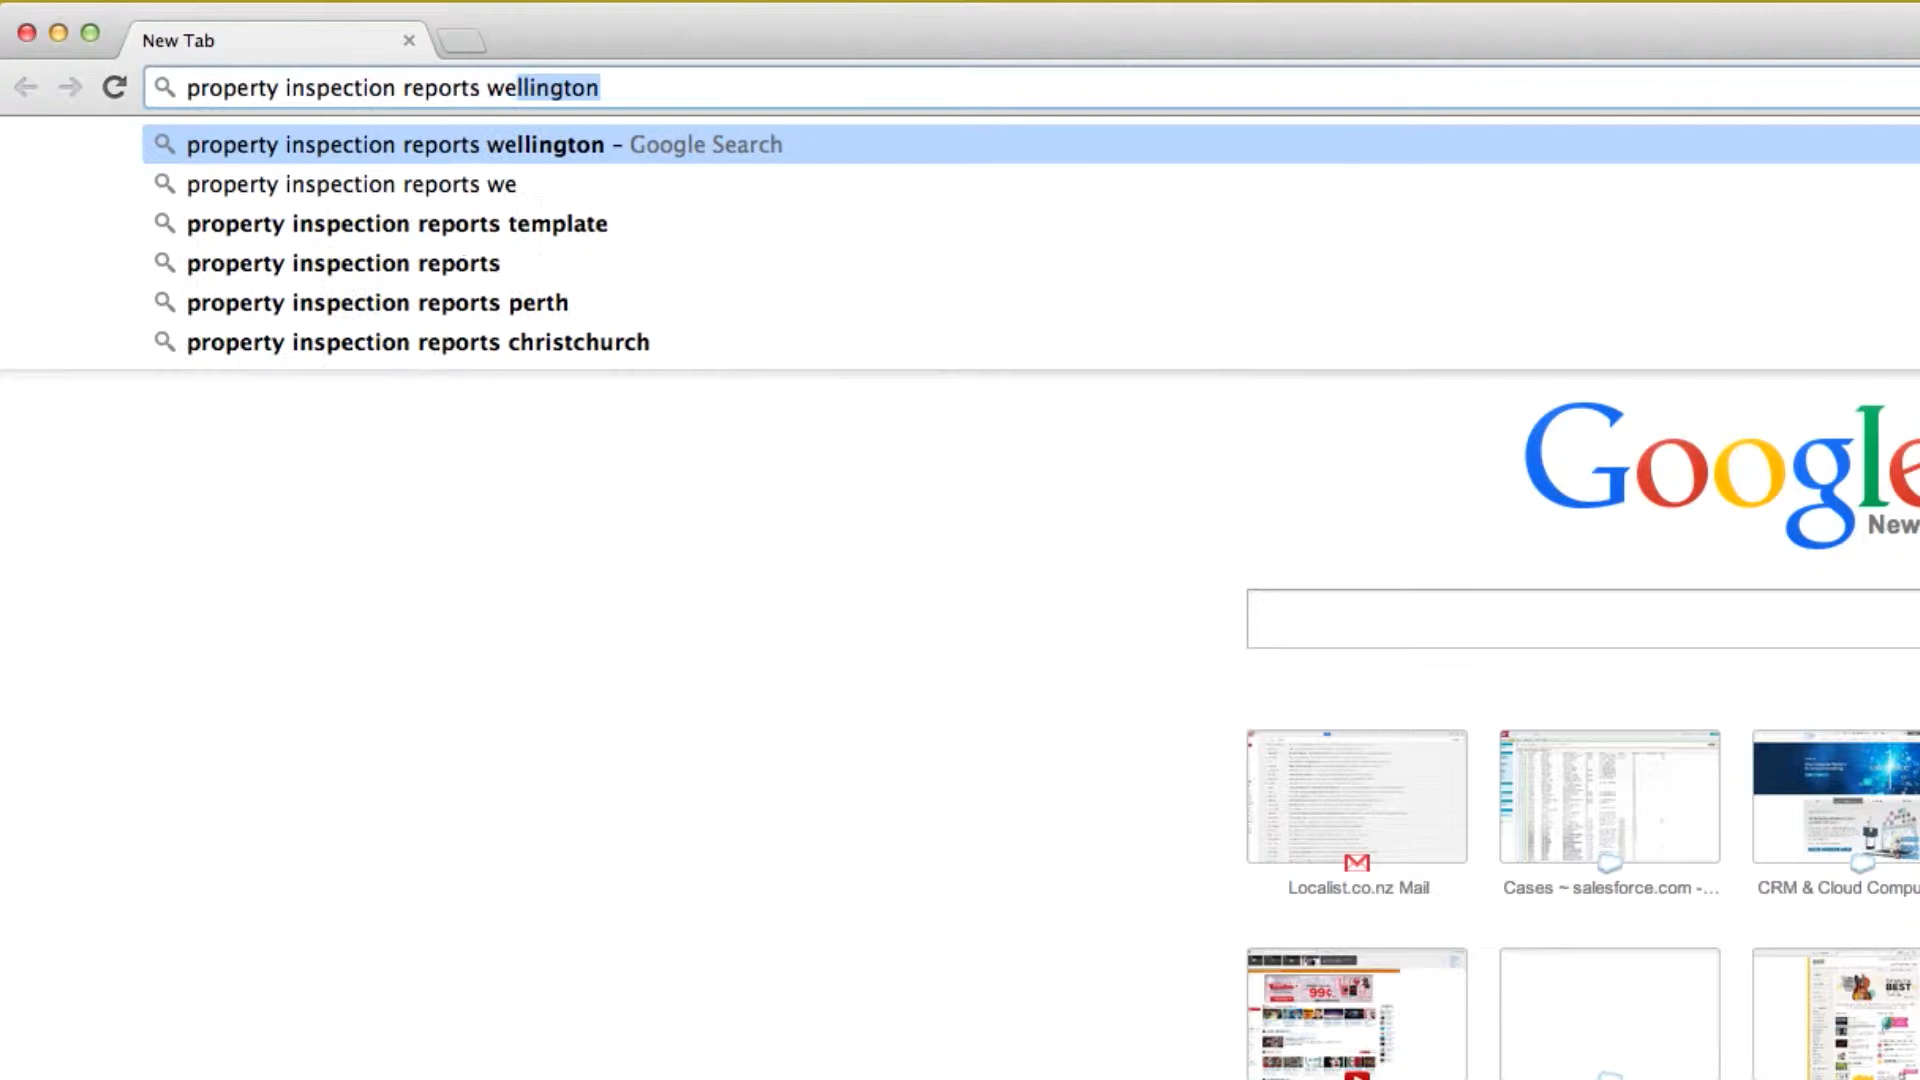 New Tab
property inspection reports wellington
property inspection reports wellington – Google Search
property inspection reports we
property inspection reports template
property inspection reports
property inspection reports perth
property inspection reports christchurch
Google
New
Localist.co.nz Mail
Cases ~ salesforce.com -...
CRM & Cloud Compu
99¢
BEST